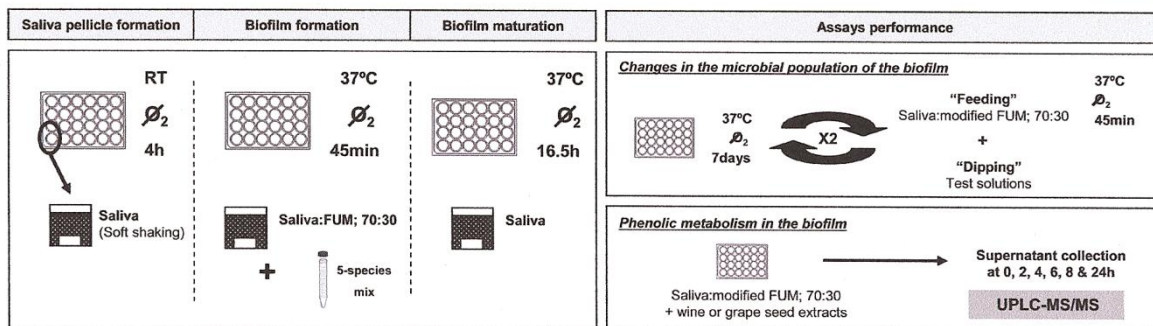 Saliva pellicle formation
Biofilm formation
Biofilm maturation
RT
Ø₂
4h
Saliva
(Soft shaking)
37ºC
Ø₂
45min
Saliva:FUM; 70:30
+
5-species
mix
37ºC
Ø₂
16.5h
Saliva
Assays performance
Changes in the microbial population of the biofilm
37ºC
Ø₂
7days
X2
"Feeding"
Saliva:modified FUM; 70:30
+
"Dipping"
Test solutions
37ºC
Ø₂
45min
Phenolic metabolism in the biofilm
Saliva:modified FUM; 70:30
+ wine or grape seed extracts
Supernatant collection
at 0, 2, 4, 6, 8 & 24h
UPLC-MS/MS